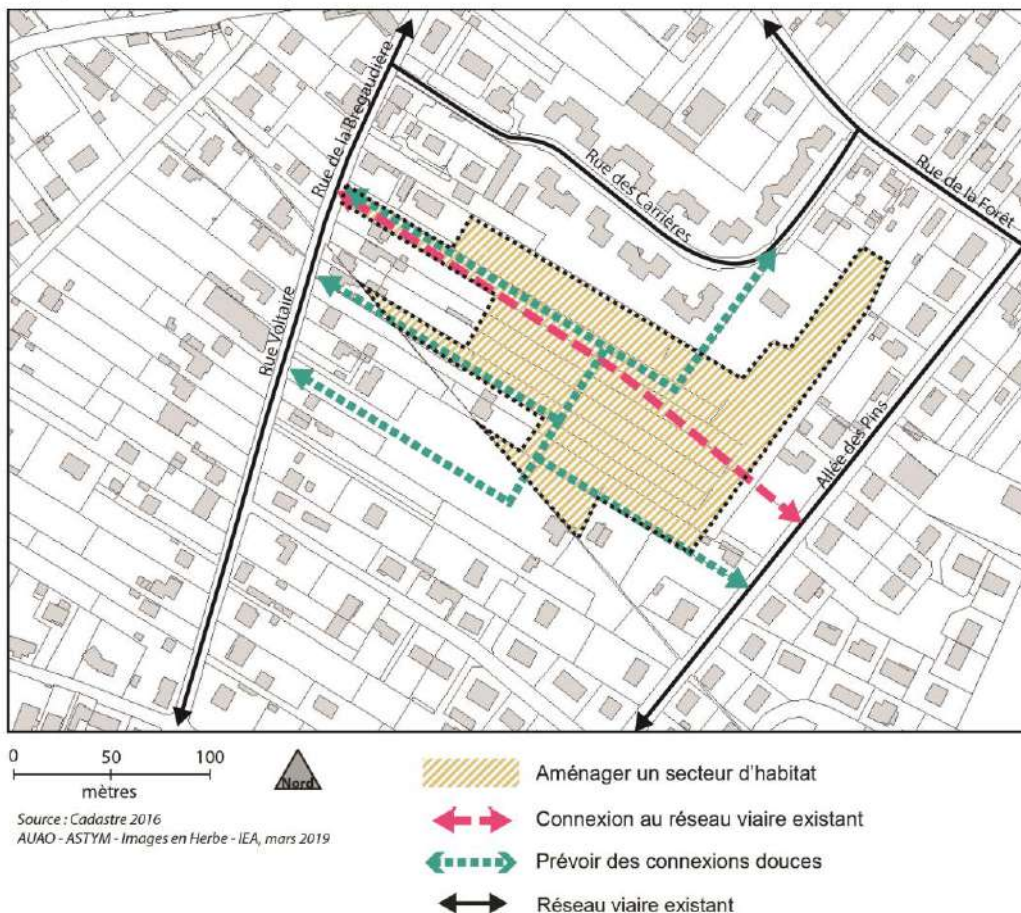 Rue de la Brégaudière
Rue des Carrières
Rue de la Forêt
Rue Voltaire
Allée des Pins
0 50 100
mètres
Nord
Source : Cadastre 2016
AUAO - ASTYM - Images en Herbe - IEA, mars 2019
Aménager un secteur d'habitat
Connexion au réseau viaire existant
Prévoir des connexions douces
Réseau viaire existant